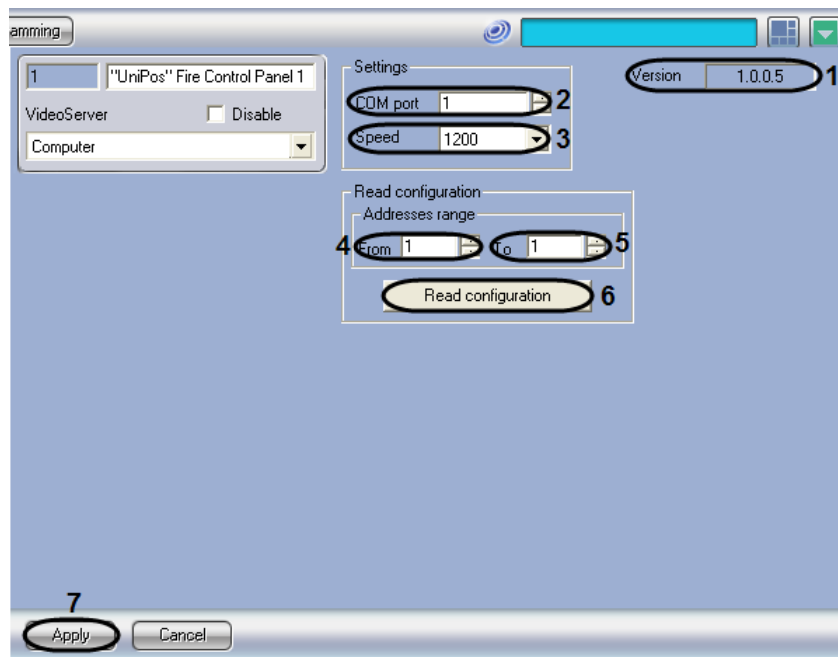 amming
1 "UniPos" Fire Control Panel 1
VideoServer Disable
Computer
Settings
COM port 1 2
Speed 1200 3
Version 1.0.0.5 1
Read configuration
Addresses range
4 From 1 To 1 5
Read configuration 6
7
Apply Cancel